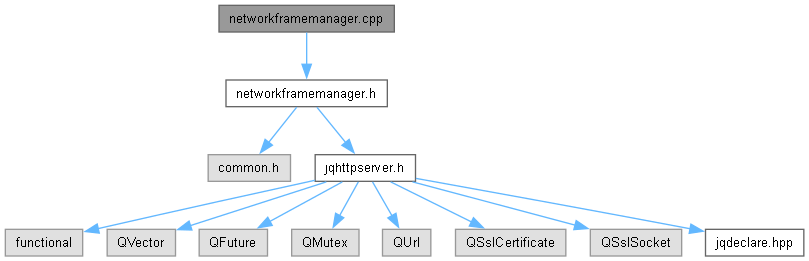 networkframemanager.cpp
networkframemanager.h
common.h
jqhttpserver.h
functional
QVector
QFuture
QMutex
QUrl
QSslCertificate
QSslSocket
jqdeclare.hpp